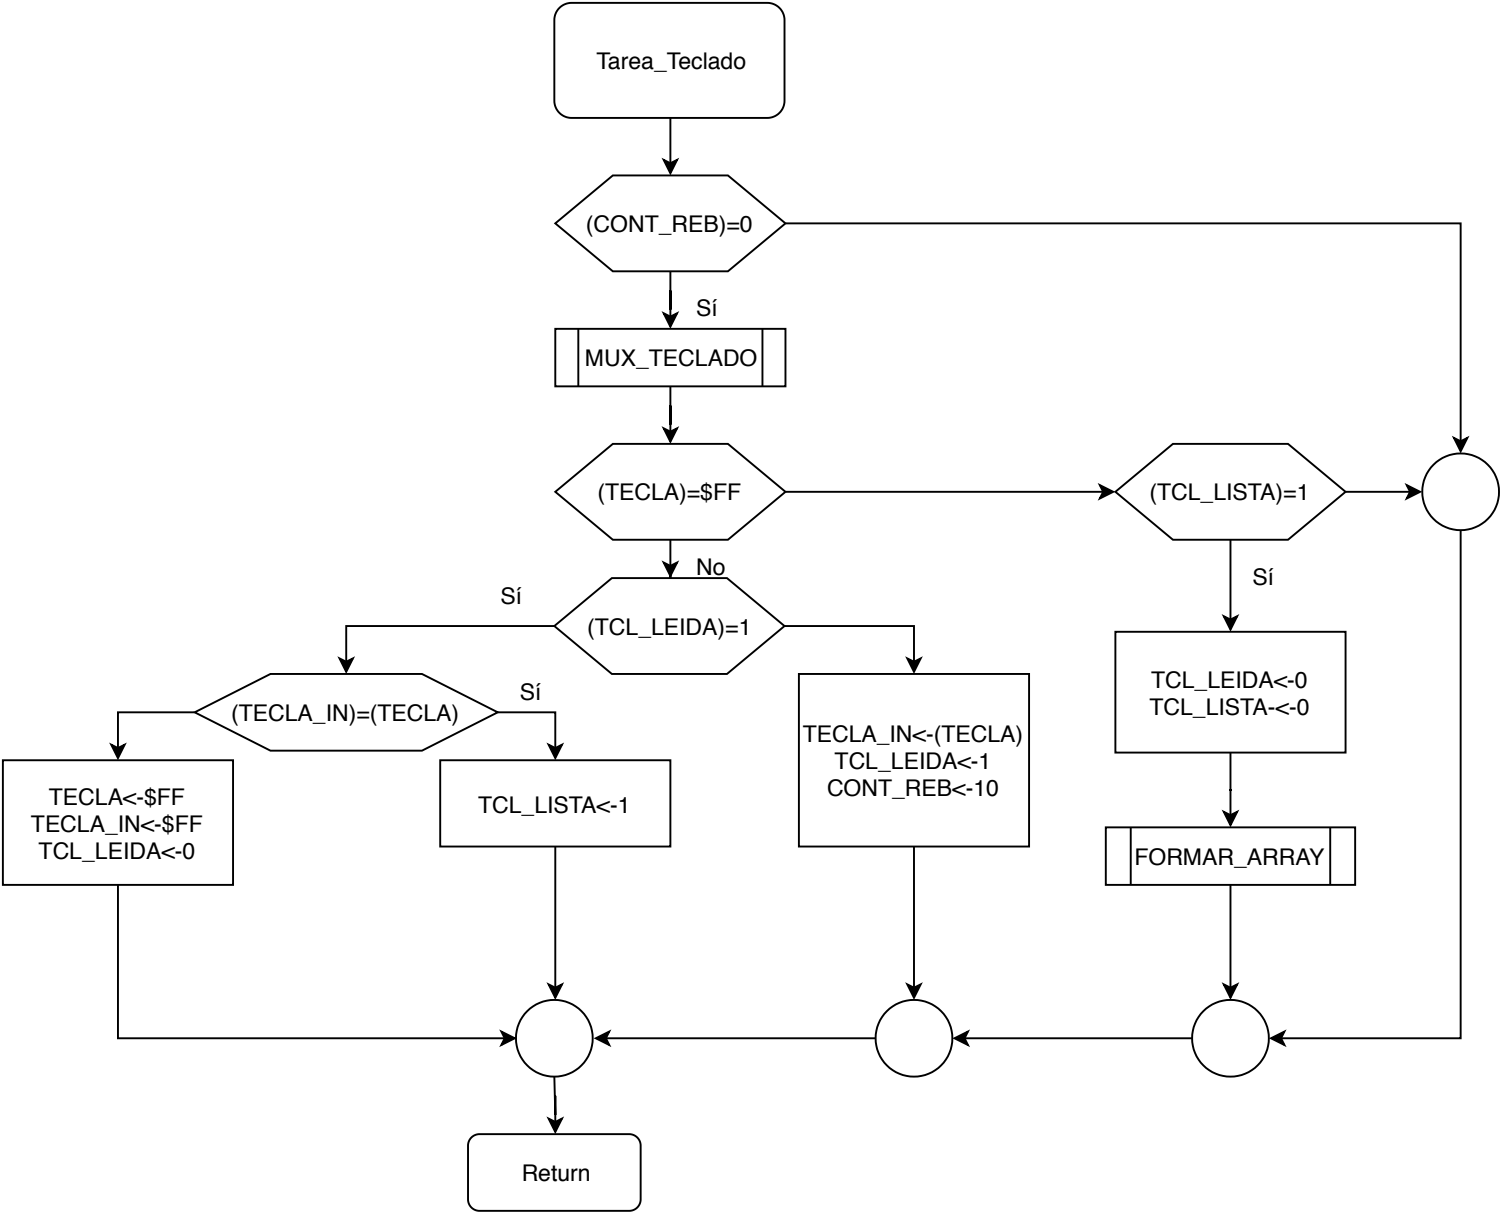 Tarea_Teclado
(CONT_REB)=0
Sí
MUX_TECLADO
(TECLA)=$FF
(TCL_LISTA)=1
No
Sí
Sí
(TCL_LEIDA)=1
TCL_LEIDA<-0
TCL_LISTA-<-0
Sí
(TECLA_IN)=(TECLA)
TECLA_IN<-(TECLA)
TCL_LEIDA<-1
CONT_REB<-10
TECLA<-$FF
TECLA_IN<-$FF
TCL_LEIDA<-0
TCL_LISTA<-1
FORMAR_ARRAY
Return